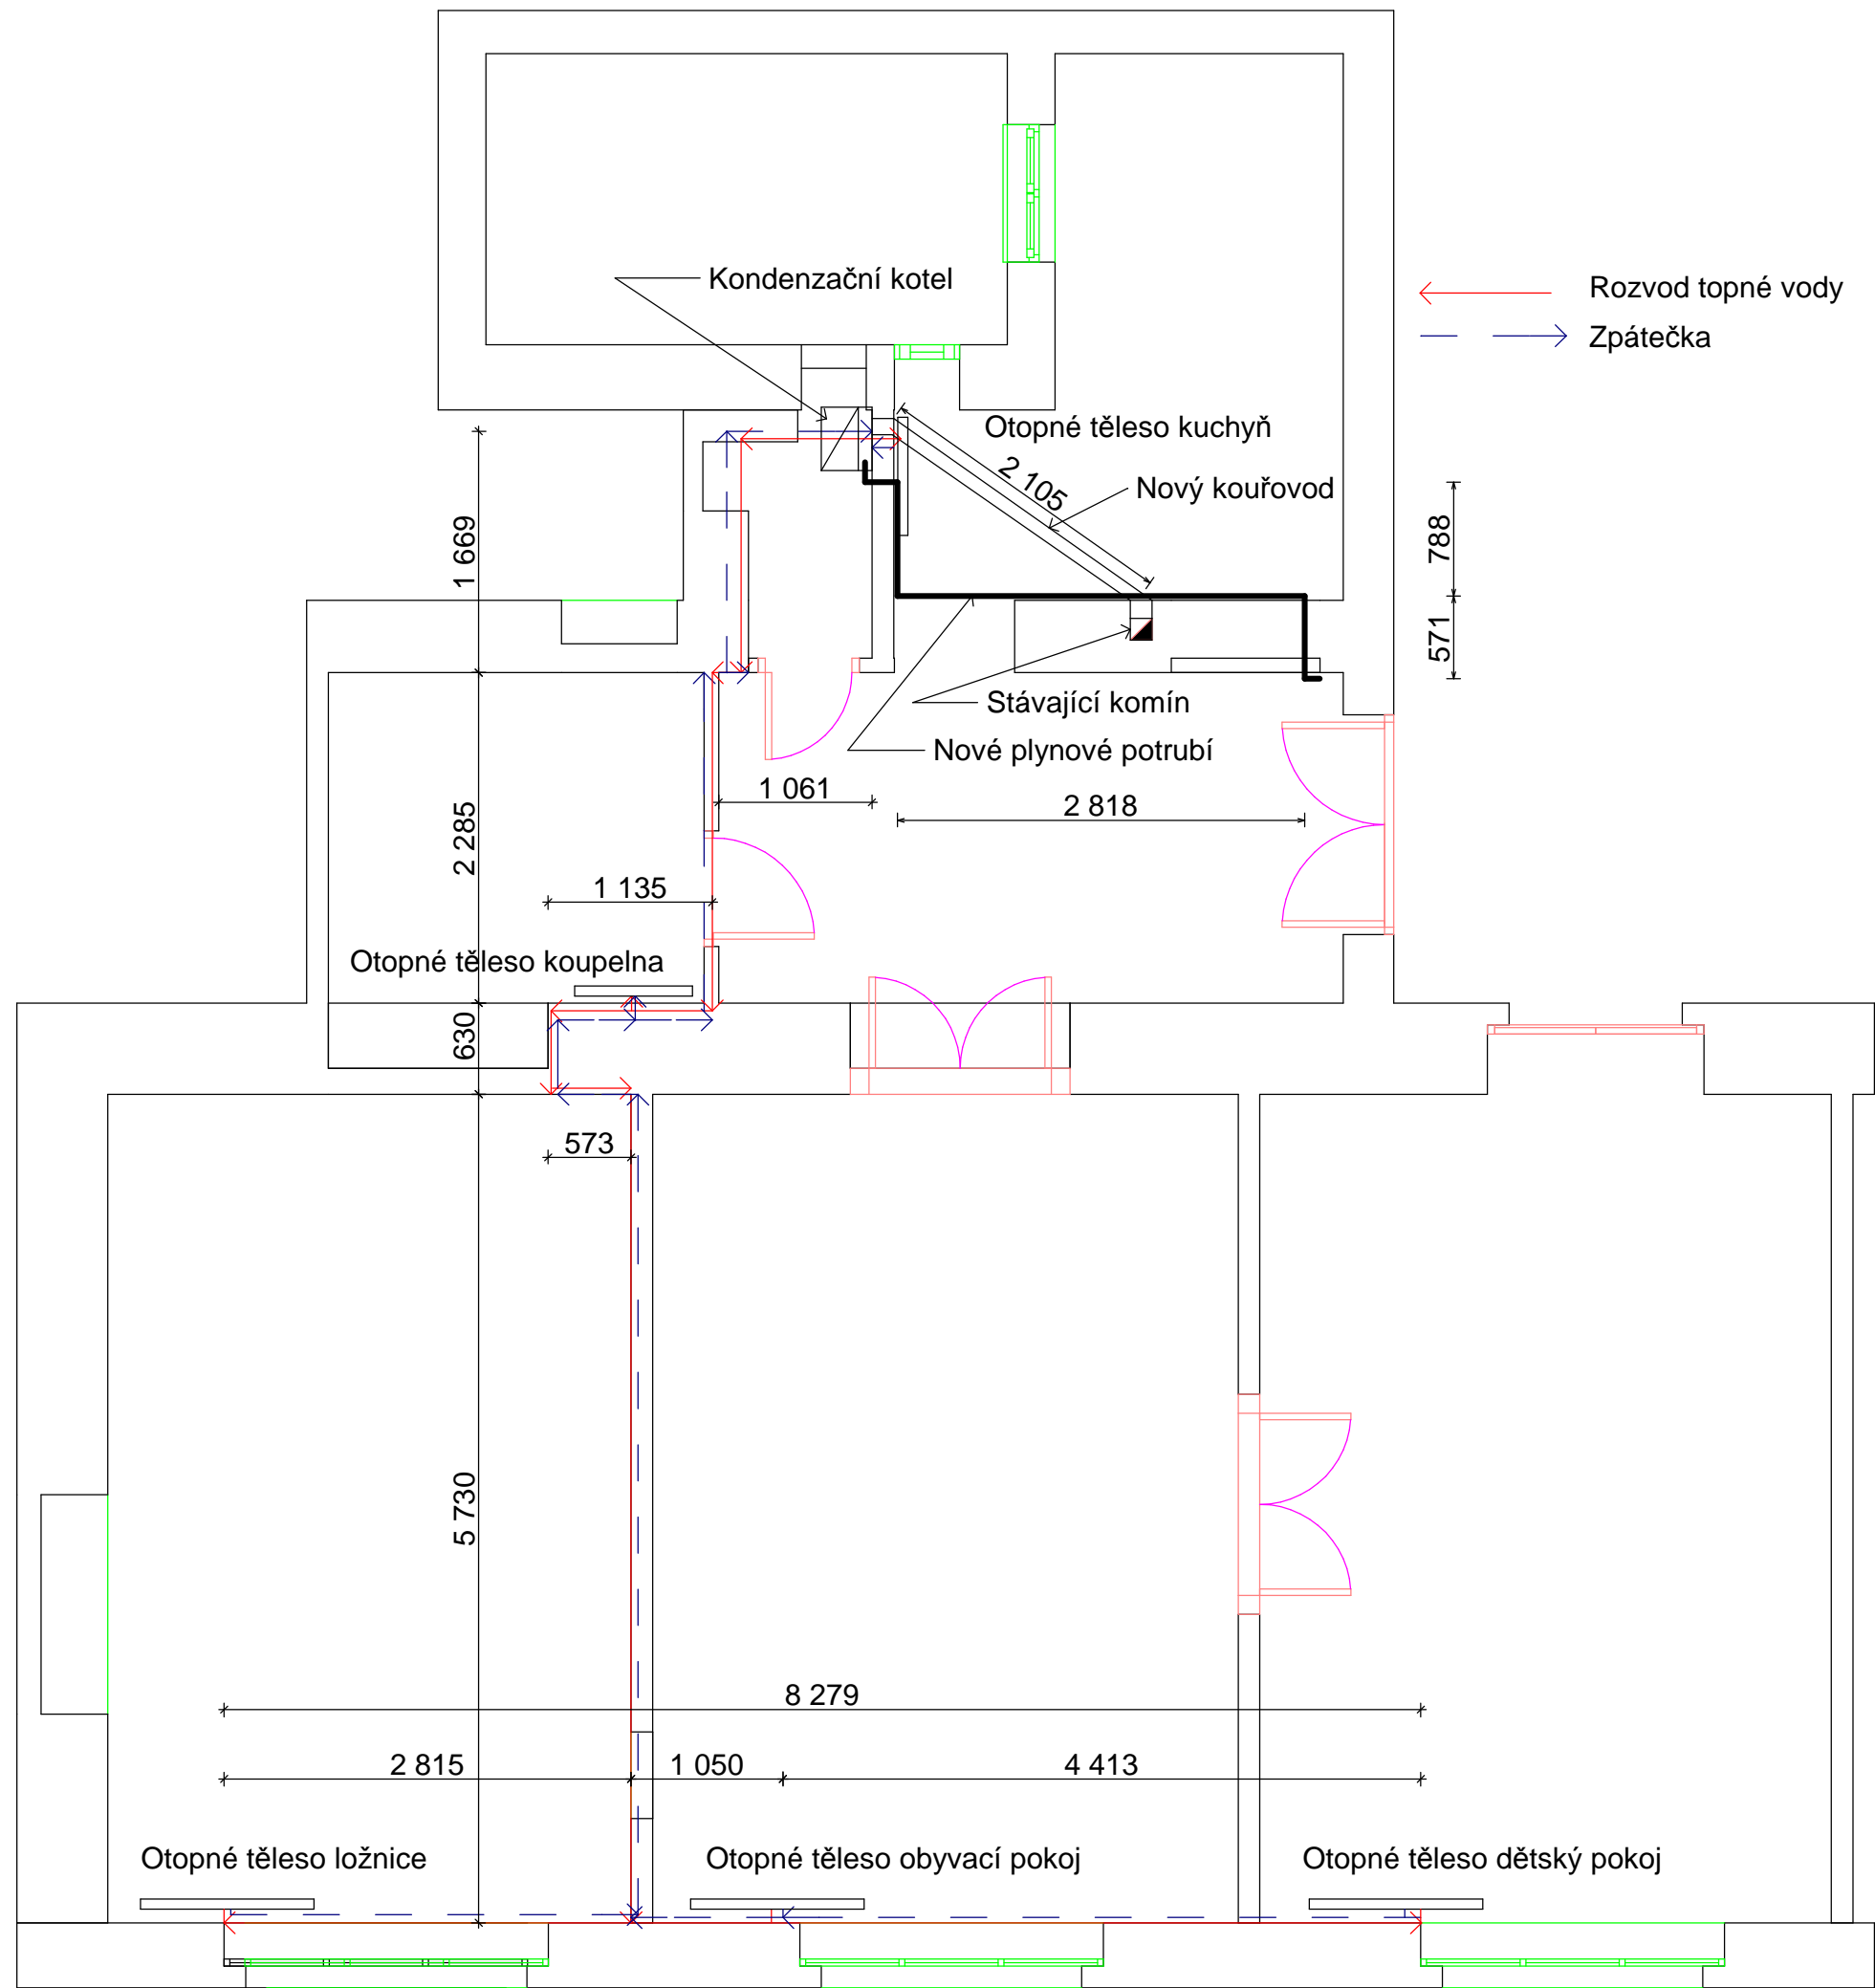 Kondenzační kotel
Rozvod topné vody
Zpátečka
Otopné těleso kuchyň
2 105
Nový kouřovod
1 669
788
571
Stávající komín
Nové plynové potrubí
1 061
2 818
2 285
1 135
Otopné těleso koupelna
630
573
5 730
8 279
2 815
1 050
4 413
Otopné těleso ložnice
Otopné těleso obyvací pokoj
Otopné těleso dětský pokoj